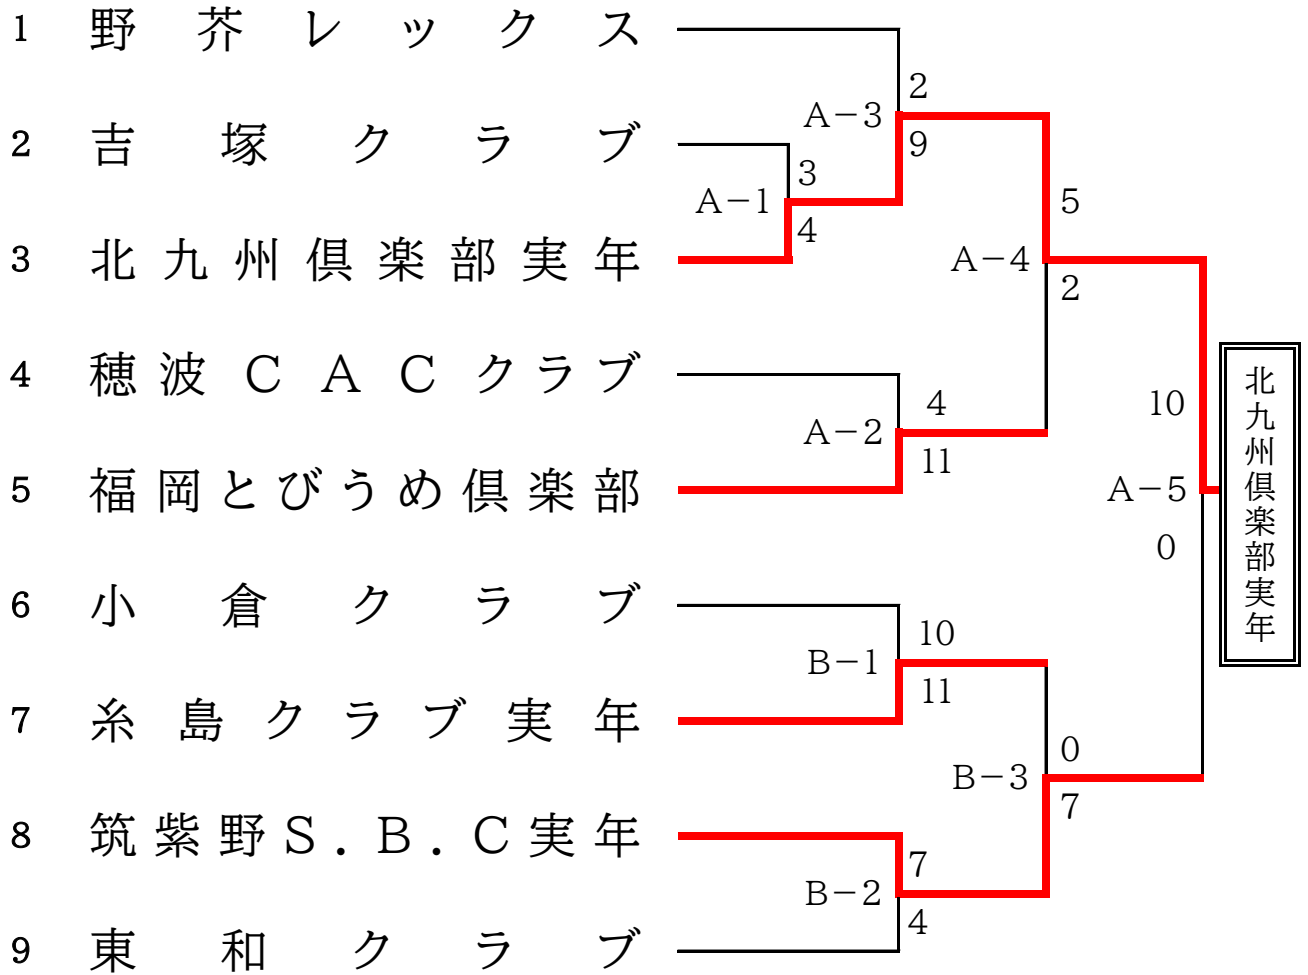 1 野芥レックス
2 吉塚クラブ
3 北九州倶楽部実年
4 穂波CACクラブ
5 福岡とびうめ倶楽部
6 小倉クラブ
7 糸島クラブ実年
8 筑紫野S.B.C実年
9 東和クラブ
2
A-3
9
3
A-1
4
5
A-4
2
4
A-2
11
10
A-5
0
10
B-1
11
0
B-3
7
7
B-2
4
北九州倶楽部実年